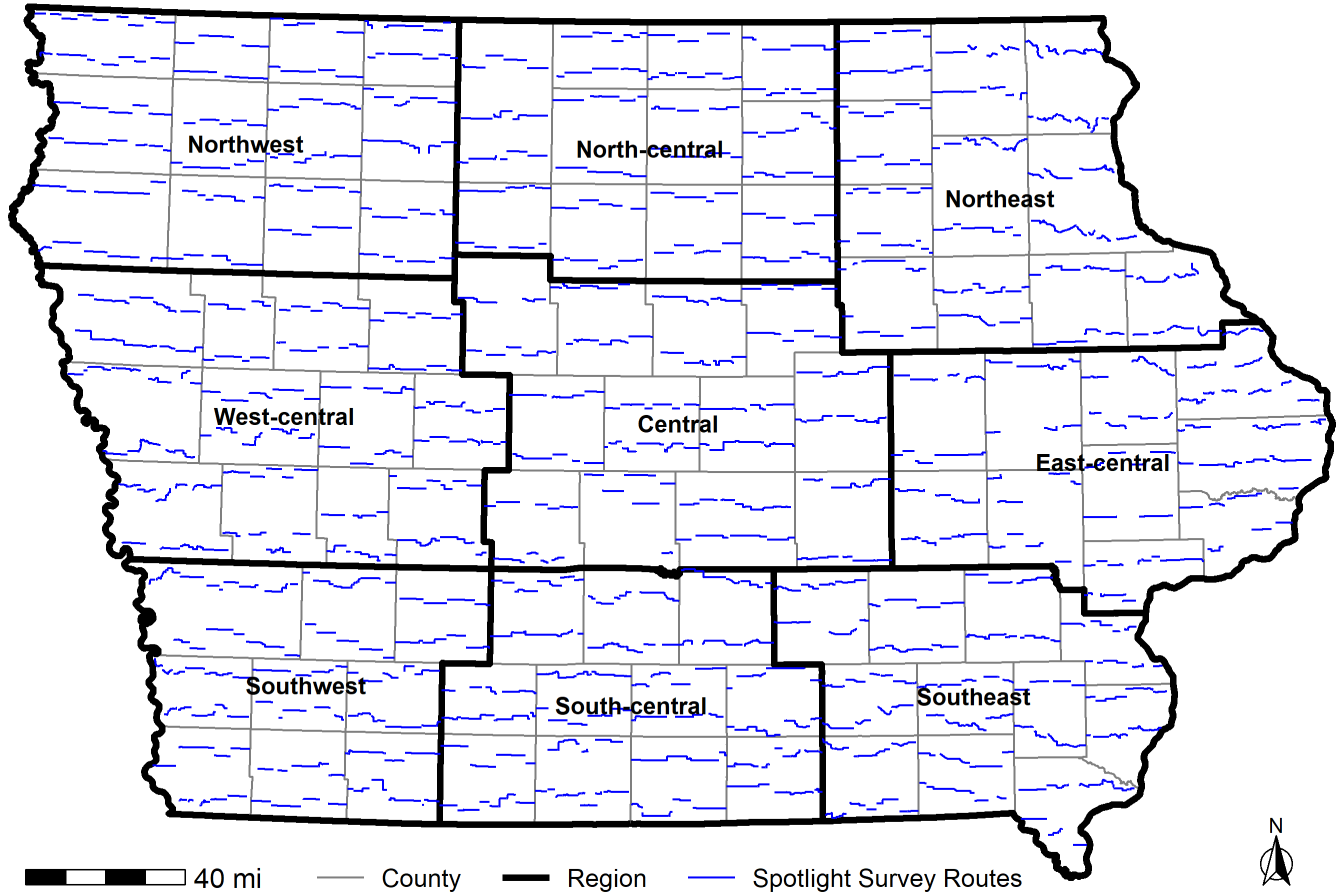 Northwest
North-central
Northeast
West-central
Central
East-central
Southwest
South-central
Southeast
N
40 mi County Region Spotlight Survey Routes